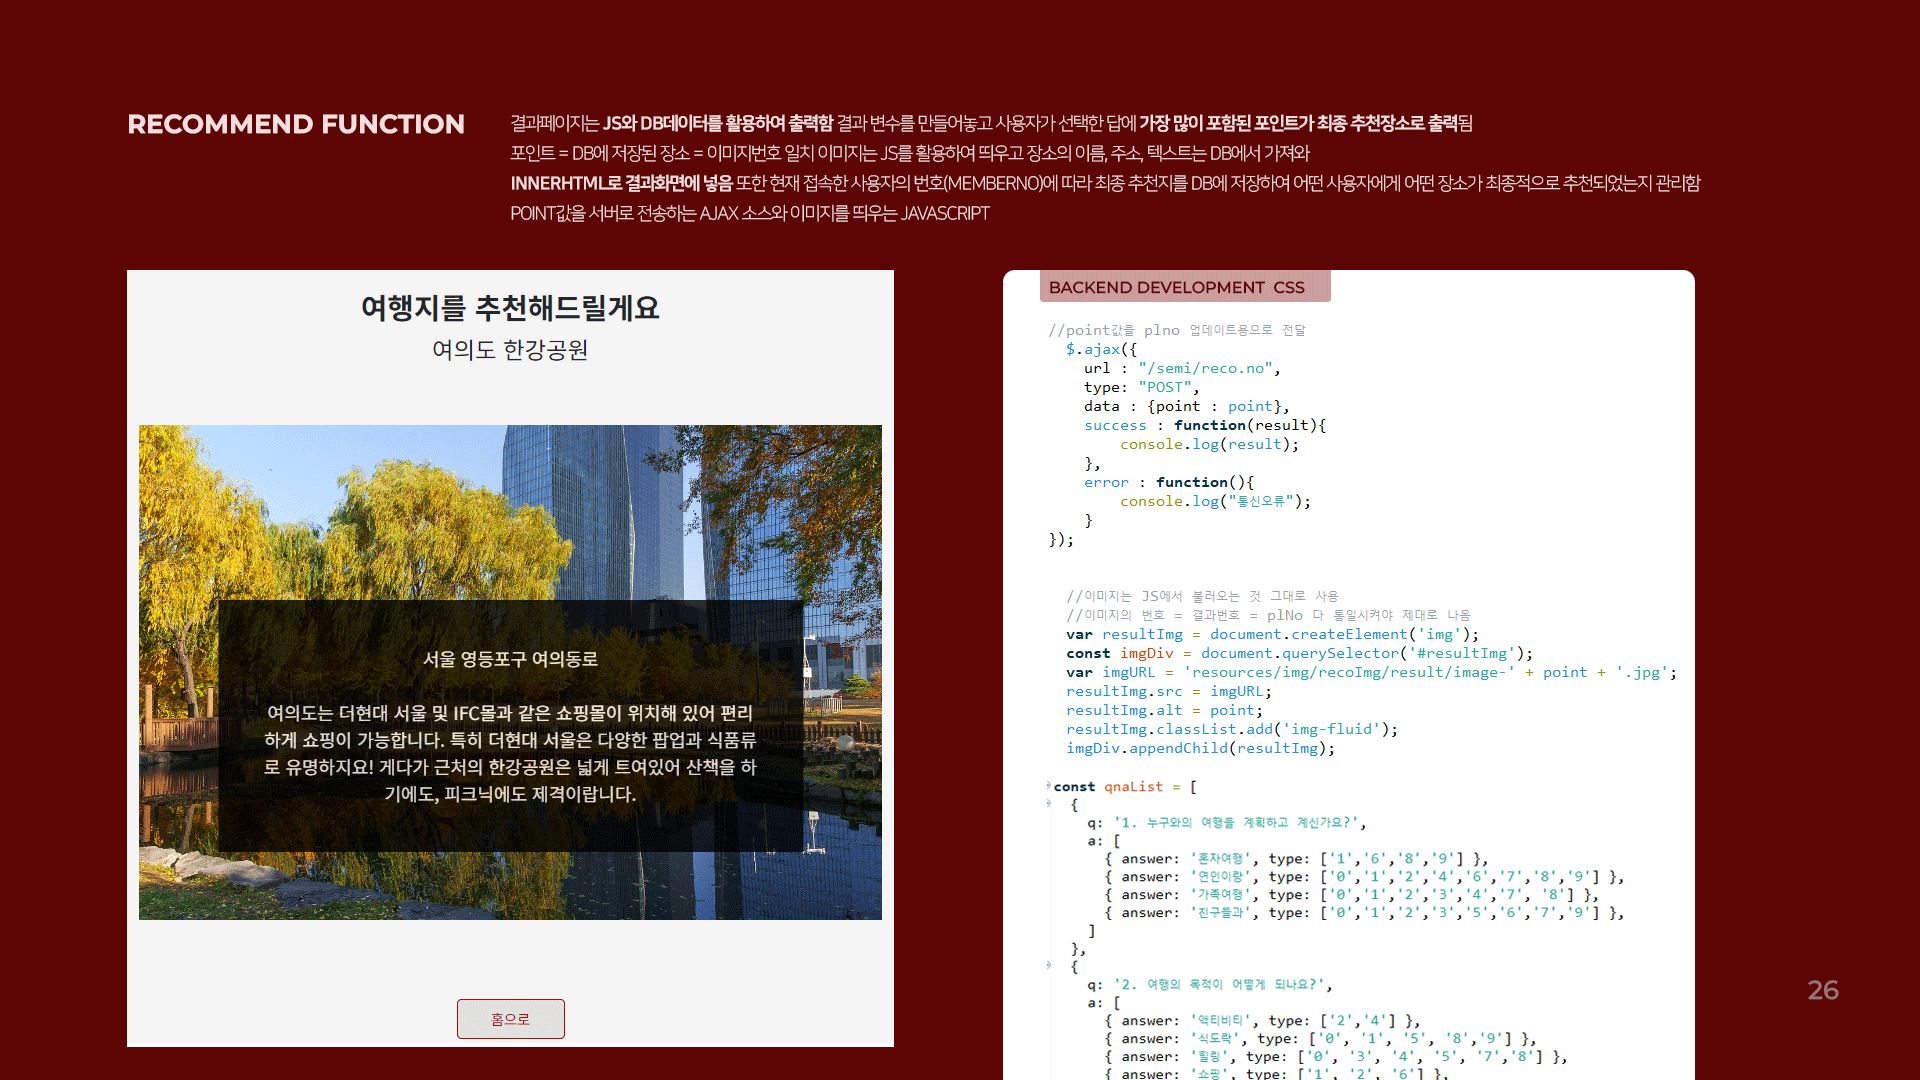 RECOMMEND FUNCTION
결과페이지는 JS와 DB데이터를 활용하여 출력함 결과 변수를 만들어놓고 사용자가 선택한 답에 가장 많이 포함된 포인트가 최종 추천장소로 출력됨
포인트 = DB에 저장된 장소 = 이미지번호 일치 이미지는 JS를 활용하여 띄우고 장소의 이름, 주소, 텍스트는 DB에서 가져와
INNERHTML로 결과화면에 넣음 또한 현재 접속한 사용자의 번호(MEMBERNO)에 따라 최종 추천지를 DB에 저장하여 어떤 사용자에게 어떤 장소가 최종적으로 추천되었는지 관리함
POINT값을 서버로 전송하는 AJAX 소스와 이미지를 띄우는 JAVASCRIPT
여행지를 추천해드릴게요
여의도 한강공원
서울 영등포구 여의동로
여의도는 더현대 서울 및 IFC몰과 같은 쇼핑몰이 위치해 있어 편리
하게 쇼핑이 가능합니다. 특히 더현대 서울은 다양한 팝업과 식품류
로 유명하지요! 게다가 근처의 한강공원은 넓게 트여있어 산책을 하
기에도, 피크닉에도 제격이랍니다.
홈으로
BACKEND DEVELOPMENT CSS
//point값을 plno 업데이트용으로 전달
$.ajax({
url : "/semi/reco.no",
type: "POST",
data : {point : point},
success : function(result){
console.log(result);
},
error : function(){
console.log("통신오류");
}
});
//이미지는 JS에서 불러오는 것 그대로 사용
//이미지의 번호 = 결과번호 = plNo 다 통일시켜야 제대로 나옴
var resultImg = document.createElement('img');
const imgDiv = document.querySelector('#resultImg');
var imgURL = 'resources/img/recoImg/result/image-' + point + '.jpg';
resultImg.src = imgURL;
resultImg.alt = point;
resultImg.classList.add('img-fluid');
imgDiv.appendChild(resultImg);
const qnaList = [
{
q: '1. 누구와의 여행을 계획하고 계신가요?',
a: [
{ answer: '혼자여행', type: ['1','6','8','9'] },
{ answer: '연인이랑', type: ['0','1','2','4','6','7','8','9'] },
{ answer: '가족여행', type: ['0','1','2','3','4','7', '8'] },
{ answer: '친구들과', type: ['0','1','2','3','5','6','7','9'] },
]
},
{
q: '2. 여행의 목적이 어떻게 되나요?',
a: [
{ answer: '액티비티', type: ['2','4'] },
{ answer: '식도락', type: ['0', '1', '5', '8','9'] },
{ answer: '힐링', type: ['0', '3', '4', '5', '7','8'] },
{ answer: '쇼핑', type: ['1', '2', '6'] },
26